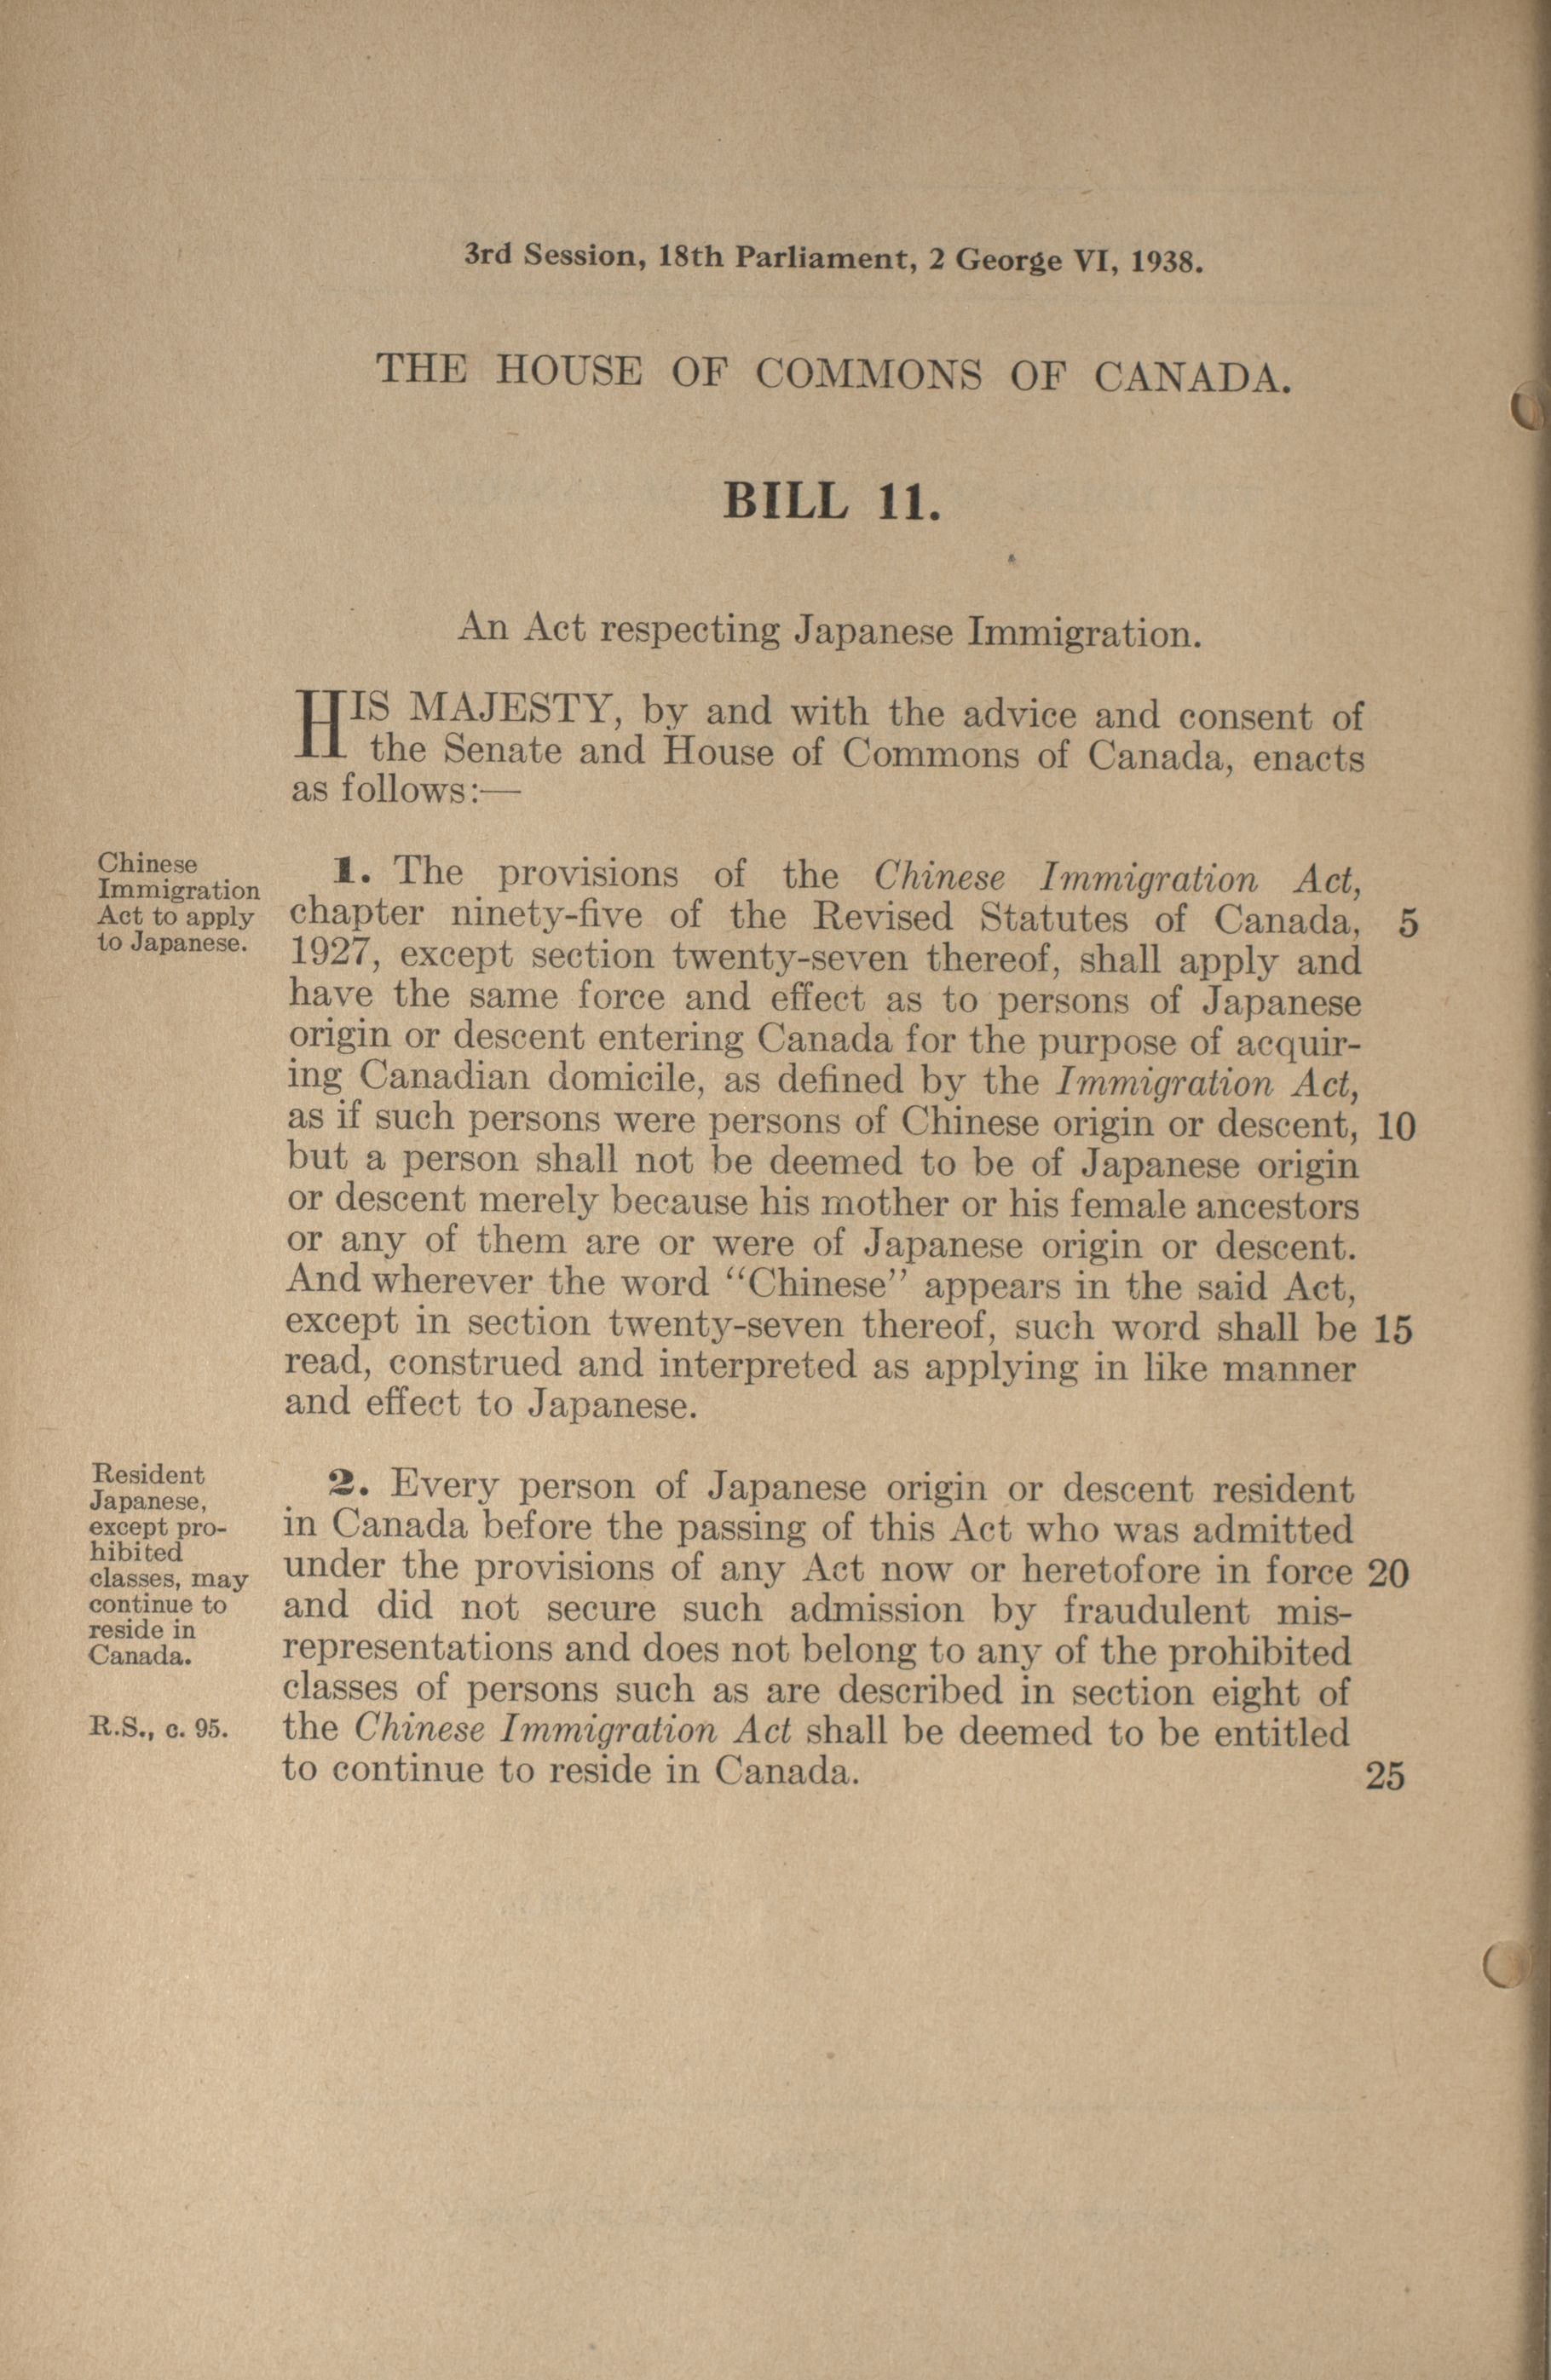 3rd Session, 18th Parliament, 2 George VI, 1938.
THE HOUSE OF COMMONS OF CANADA.
BILL 11.
An Act respecting Japanese Immigration.
HIS MAJESTY, by and with the advice and consent of
the Senate and House of Commons of Canada, enacts
as follows:—
Chinese
Immigration
Act to apply
to Japanese.
1. The provisions of the Chinese Immigration Act,
chapter ninety-five of the Revised Statutes of Canada, 5
1927, except section twenty-seven thereof, shall apply and
have the same force and effect as to persons of Japanese
origin or descent entering Canada for the purpose of acquir-
ing Canadian domicile, as defined by the Immigration Act,
as if such persons were persons of Chinese origin or descent, 10
but a person shall not be deemed to be of Japanese origin
or descent merely because his mother or his female ancestors
or any of them are or were of Japanese origin or descent.
And wherever the word “Chinese” appears in the said Act,
except in section twenty-seven thereof, such word shall be 15
read, construed and interpreted as applying in like manner
and effect to Japanese.
Resident
Japanese,
except pro-
hibited
classes, may
continue to
reside in
Canada.
R.S., c. 95.
2. Every person of Japanese origin or descent resident
in Canada before the passing of this Act who was admitted
under the provisions of any Act now or heretofore in force 20
and did not secure such admission by fraudulent mis-
representations and does not belong to any of the prohibited
classes of persons such as are described in section eight of
the Chinese Immigration Act shall be deemed to be entitled
to continue to reside in Canada. 25